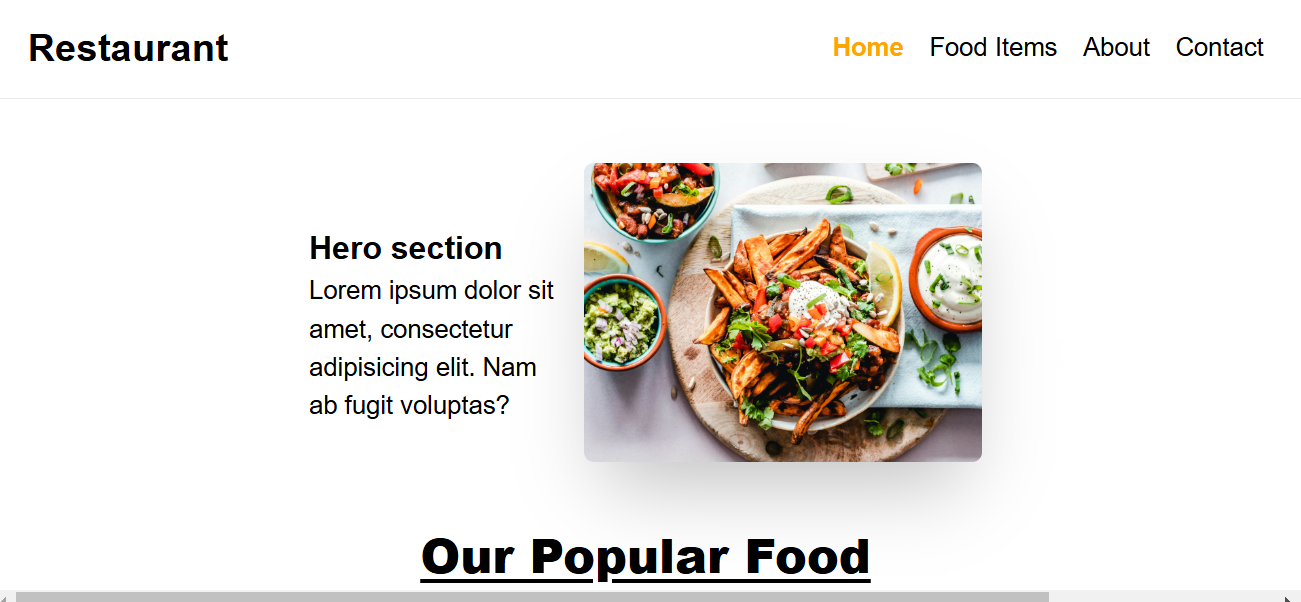 Restaurant
Home Food Items About Contact
Hero section
Lorem ipsum dolor sit
amet, consectetur
adipisicing elit. Nam
ab fugit voluptas?
Our Popular Food